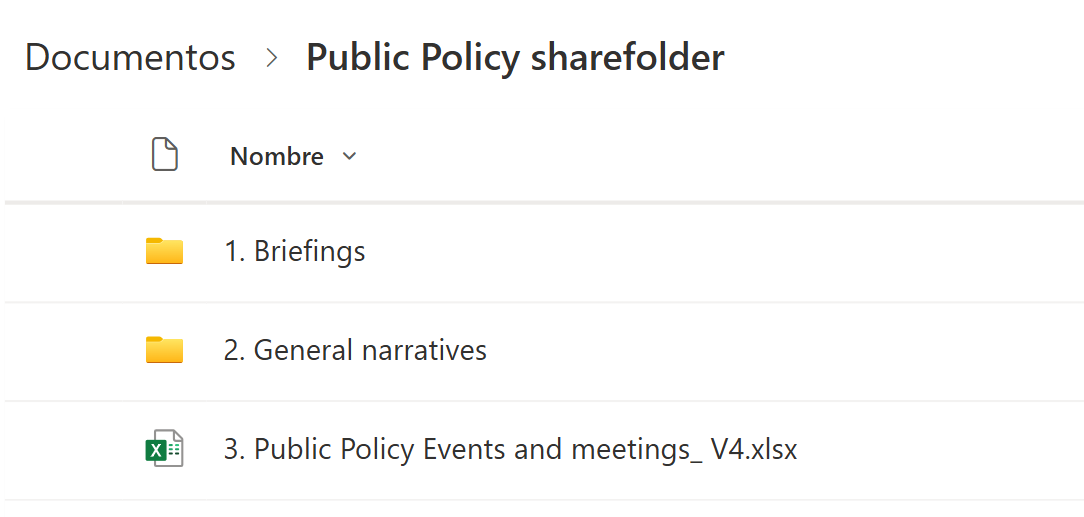 Documentos > Public Policy sharefolder
Nombre
1. Briefings
2. General narratives
3. Public Policy Events and meetings_ V4.xlsx